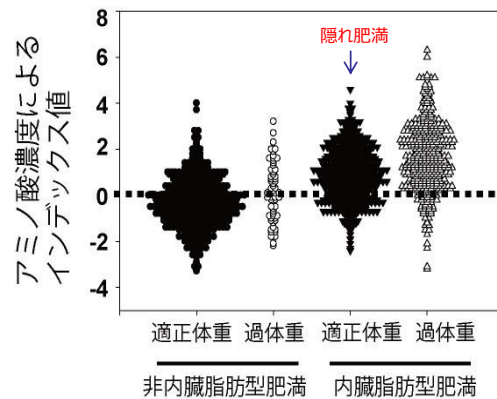 隠れ肥満
アミノ酸濃度による
インデックス値
8
6
4
2
0
-2
-4
適正体重 過体重 適正体重 過体重
非内臓脂肪型肥満 内臓脂肪型肥満